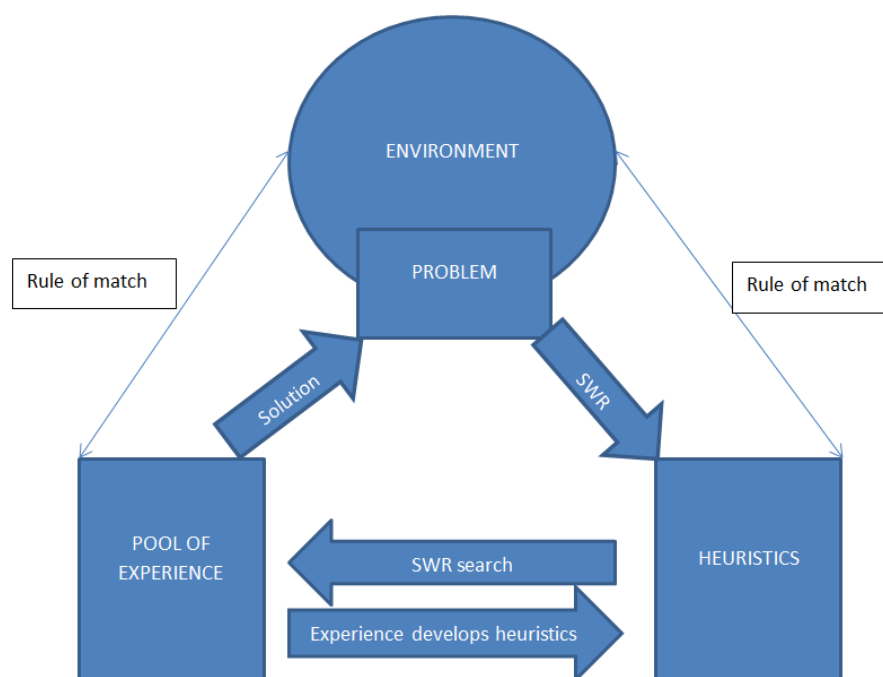 ENVIRONMENT
PROBLEM
Rule of match
Rule of match
Solution
SWR
POOL OF
EXPERIENCE
SWR search
HEURISTICS
Experience develops heuristics